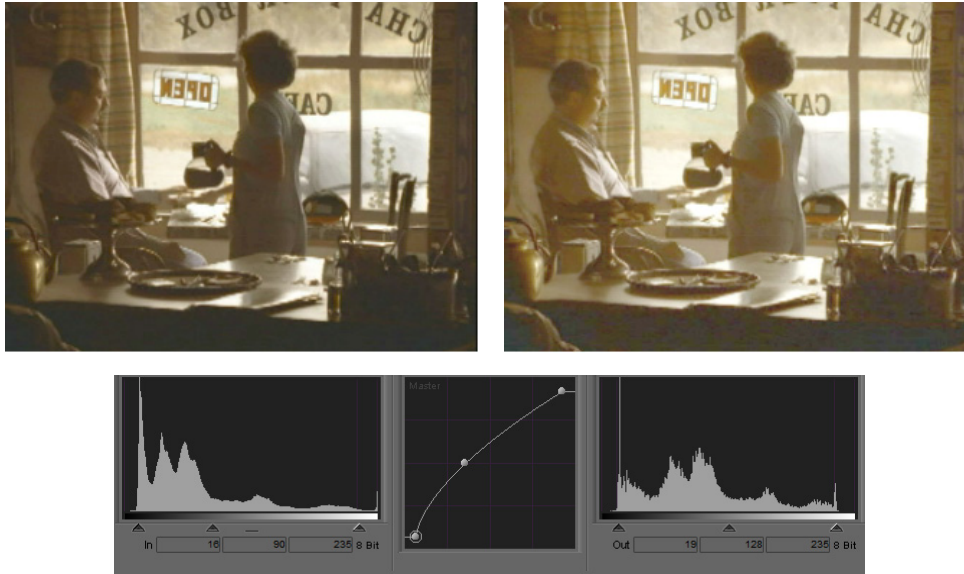 CHA BOX
OPEN
CAF
CHA BOX
OPEN
CAF
Master
In 16 90 235 8 Bit
Out 19 128 235 8 Bit